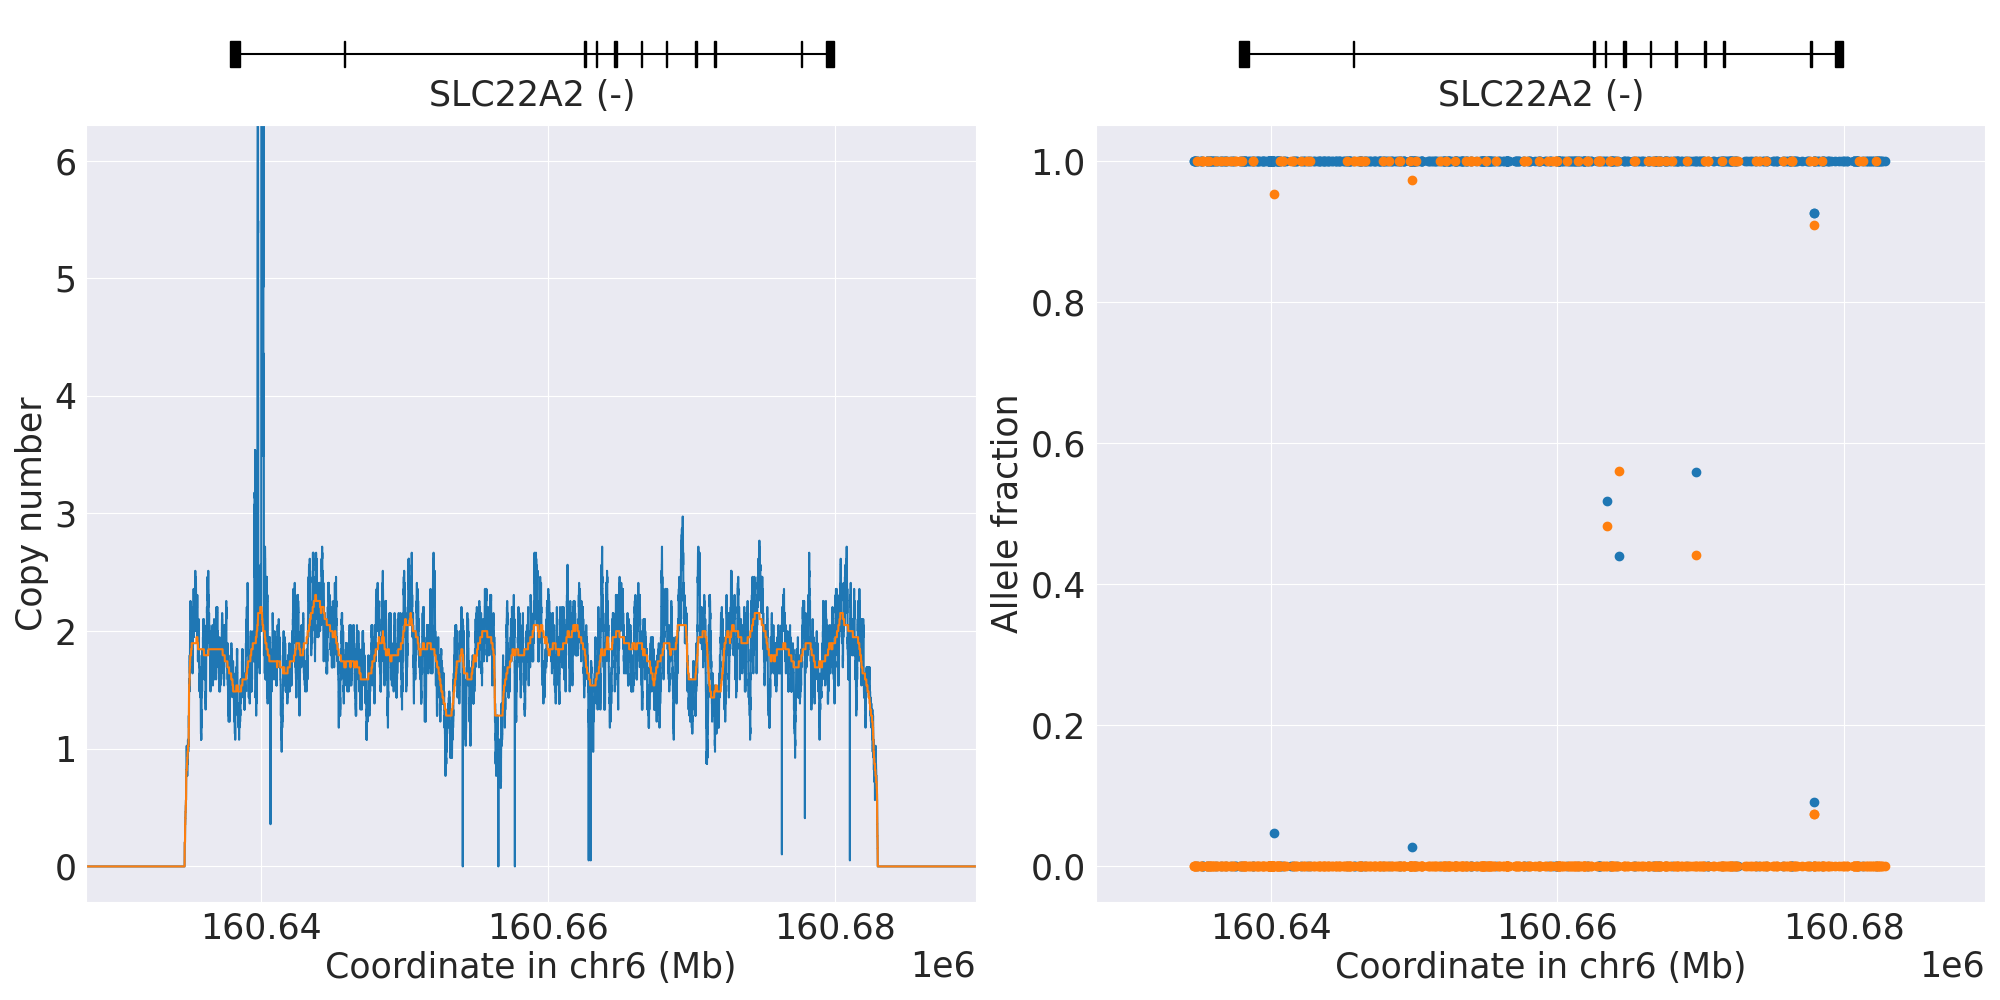 SLC22A2 (-)
6
5
4
3
2
1
0
Copy number
160.64
160.66
160.68
Coordinate in chr6 (Mb)
1e6
SLC22A2 (-)
1.0
0.8
0.6
0.4
0.2
0.0
Allele fraction
160.64
160.66
160.68
Coordinate in chr6 (Mb)
1e6